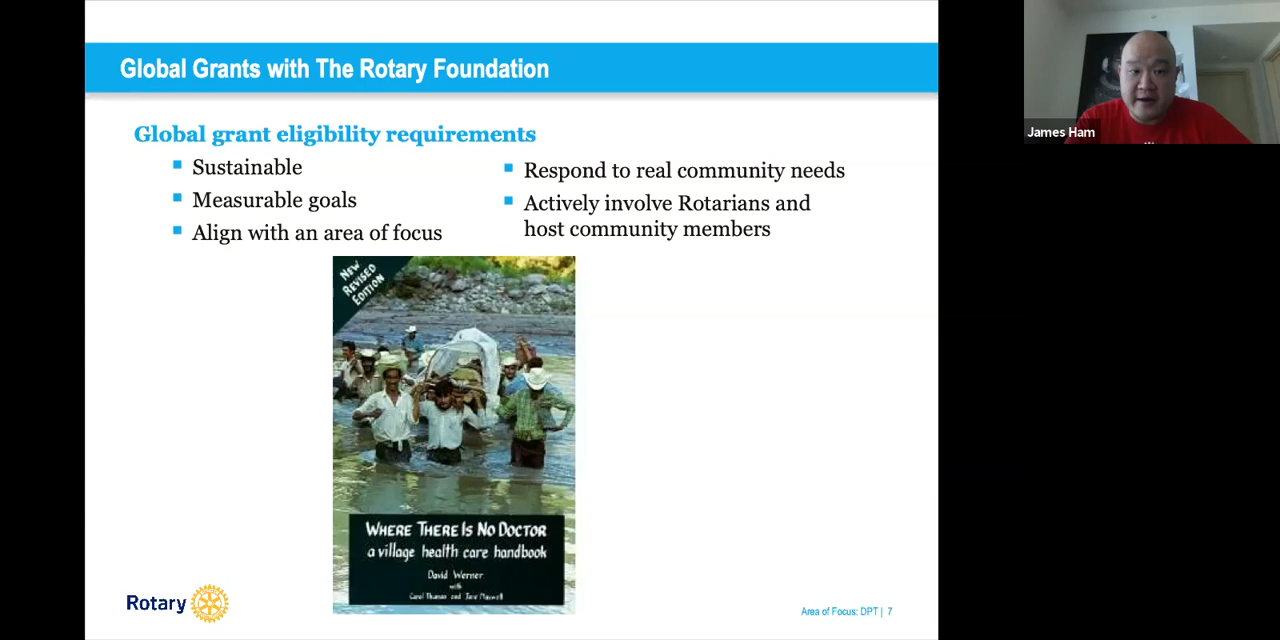 Global Grants with The Rotary Foundation
Global grant eligibility requirements
Sustainable
Measurable goals
Align with an area of focus
Respond to real community needs
Actively involve Rotarians and
host community members
NEW
REVISED
EDITION
WHERE THERE IS NO DOCTOR
a village health care handbook
David Werner
with
Carol Thuman and Jane Maxwell
Rotary
Area of Focus: DPT | 7
James Ham